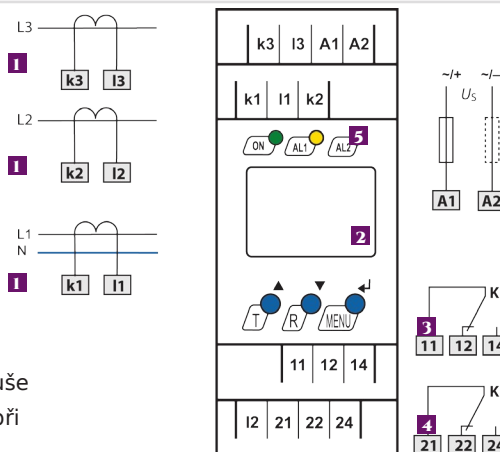 L3
1
k3 l3
L2
1
k2 l2
L1
N
1
k1 l1
uše
k3 l3 A1 A2
k1 l1 k2
ON AL1 AL2 5
2
T R MENU
11 12 14
l2 21 22 24
~/+ ~/–
US
A1 A2
K
3
11 12 14
K
4
21 22 24